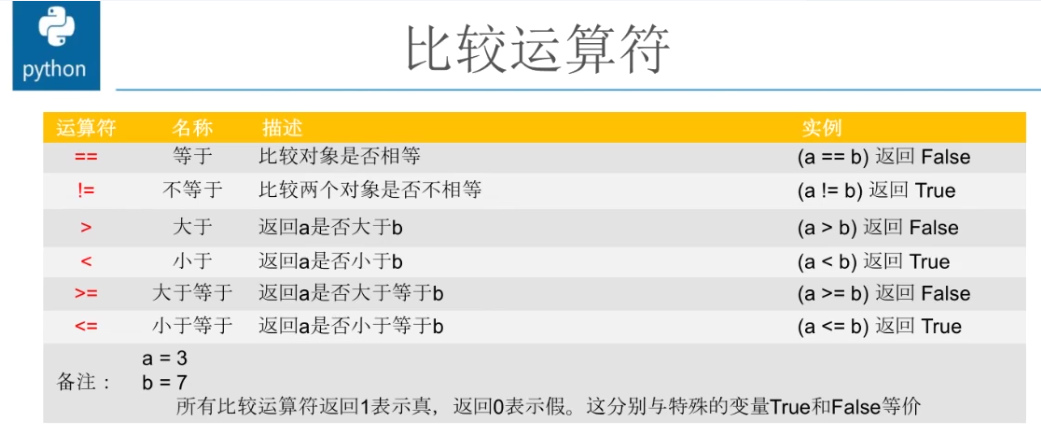 python
比较运算符
运算符 名称 描述 实例
== 等于 比较对象是否相等 (a == b) 返回 False
!= 不等于 比较两个对象是否不相等 (a != b) 返回 True
> 大于 返回a是否大于b (a > b) 返回 False
< 小于 返回a是否小于b (a < b) 返回 True
>= 大于等于 返回a是否大于等于b (a >= b) 返回 False
<= 小于等于 返回a是否小于等于b (a <= b) 返回 True
a = 3
备注： b = 7
所有比较运算符返回1表示真，返回0表示假。这分别与特殊的变量True和False等价